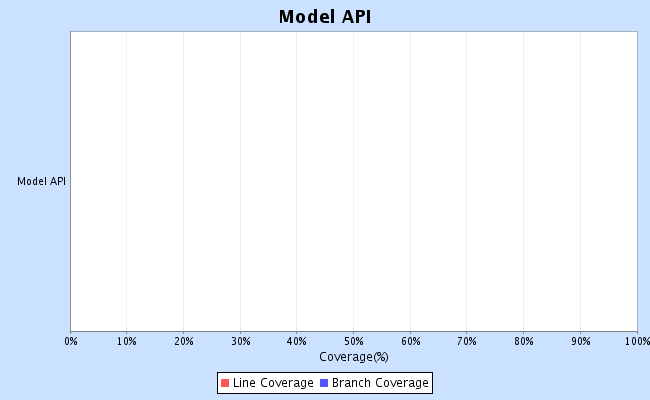 Model API
Model API
0% 10% 20% 30% 40% 50% 60% 70% 80% 90% 100%
Coverage(%)
Line Coverage Branch Coverage